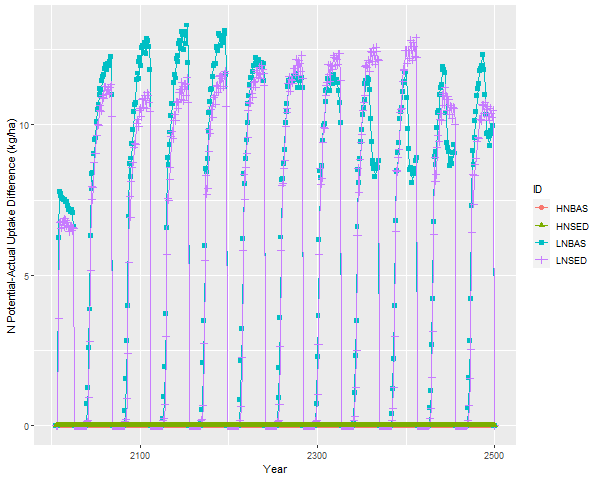 N Potential-Actual Uptake Difference (kg/ha)
10
5
0
2100
2300
2500
Year
ID
HNBAS
HNSED
LNBAS
LNSED